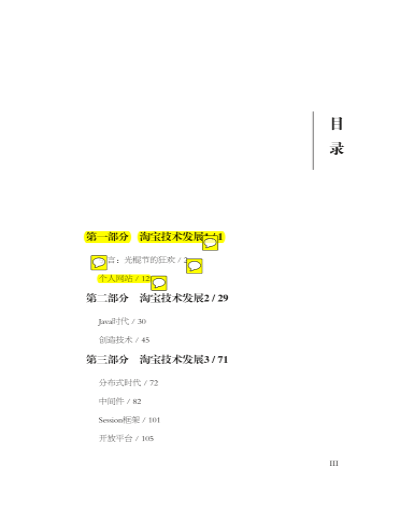 目
录
第一部分 淘宝技术发展1 / 1
言：光棍节的狂欢 / 2
个人网站 / 12
第二部分 淘宝技术发展2 / 29
Java时代 / 30
创造技术 / 45
第三部分 淘宝技术发展3 / 71
分布式时代 / 72
中间件 / 82
Session框架 / 101
开放平台 / 105
III